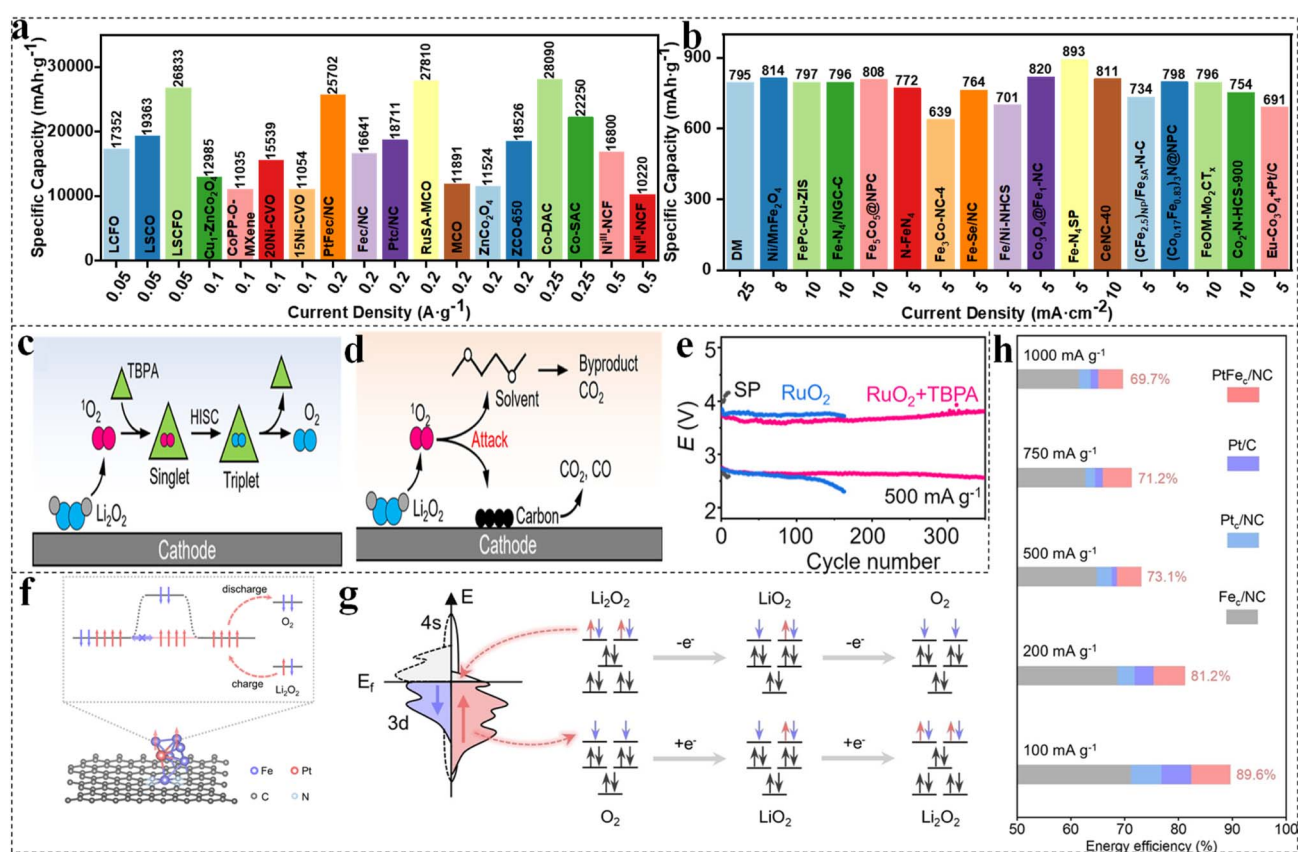 a
Specific Capacity (mAh·g⁻¹)
30000
20000
10000
0
17352
19363
26833
12985
11035
15539
11054
25702
16641
18711
27810
11891
11524
18526
28090
22250
16800
10220
LCFO
LSCO
LSCFO
Cu₁-ZnCo₂O₄
CoPP-O-
MXene
20Ni-CVO
15Ni-CVO
PtFec/NC
Fec/NC
Ptc/NC
RuSA-MCO
MCO
ZnCo₂O₄
ZCO-650
Co-DAC
Co-SAC
Niᴵᴵᴵ-NCF
Niᴵᴵ-NCF
0.05
0.05
0.05
0.1
0.1
0.1
0.1
0.2
0.2
0.2
0.2
0.2
0.2
0.2
0.25
0.25
0.5
0.5
Current Density (A·g⁻¹)
b
Specific Capacity (mAh·g⁻¹)
900
600
300
0
795
814
797
796
808
772
639
764
701
820
893
811
734
798
796
754
691
DM
Ni/MnFe₂O₄
FePc-Cu-ZIS
Fe-N₄/NGC-C
Fe₅Co₅@NPC
N-FeN₄
Fe₃Co-NC-4
Fe-Se/NC
Fe/Ni-NHCS
Co₃O₄@Fe₁-NC
Fe-N₄SP
CeNC-40
(CFe₂.₅)NP/FeSA-N-C
(Co₀.₁₇Fe₀.₈₃)₃N@NPC
FeOM-Mo₂CTₓ
Co₂-N-HCS-900
Eu-Co₃O₄+Pt/C
25
8
10
10
10
5
5
5
5
5
5
10
5
5
10
10
5
Current Density (mA·cm⁻²)
c
TBPA
¹O₂
HISC
O₂
Singlet
Triplet
Li₂O₂
Cathode
d
Solvent
Byproduct
CO₂
¹O₂
Attack
CO₂, CO
Li₂O₂
Carbon
Cathode
e
E (V)
5
4
3
2
SP
RuO₂
RuO₂+TBPA
500 mA g⁻¹
0
100
200
300
Cycle number
f
discharge
O₂
charge
Li₂O₂
Fe
Pt
C
N
g
E
4s
E_f
3d
Li₂O₂
LiO₂
O₂
-e⁻
-e⁻
+e⁻
+e⁻
O₂
LiO₂
Li₂O₂
h
1000 mA g⁻¹
69.7%
750 mA g⁻¹
71.2%
500 mA g⁻¹
73.1%
200 mA g⁻¹
81.2%
100 mA g⁻¹
89.6%
PtFe_c/NC
Pt/C
Pt_c/NC
Fe_c/NC
50
60
70
80
90
100
Energy efficiency (%)